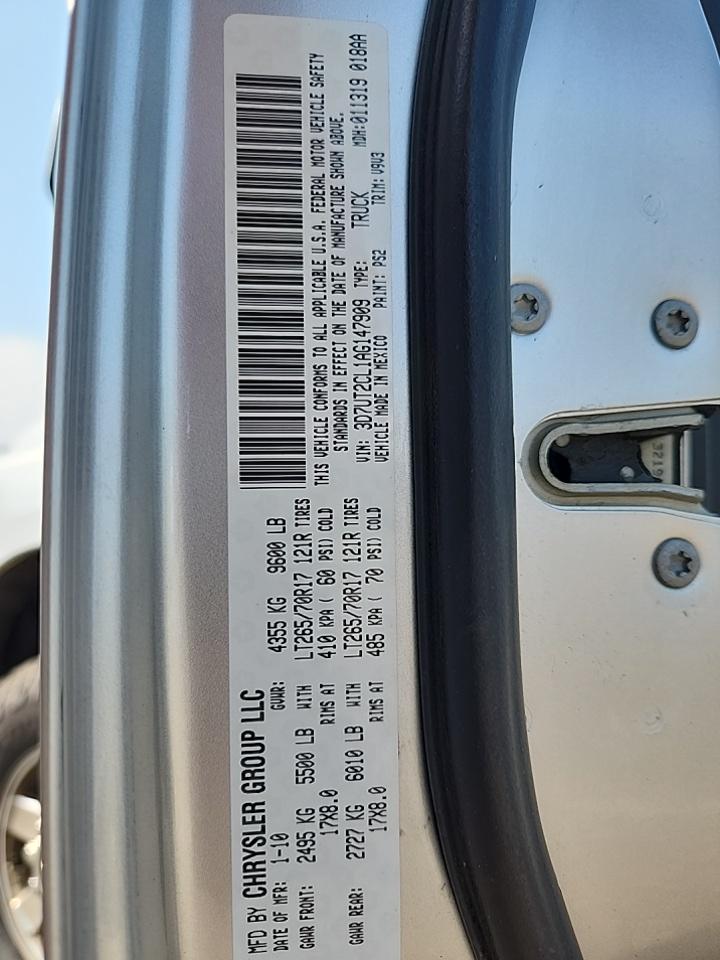 MFD BY CHRYSLER GROUP LLC
DATE OF MFR: 1-10 GVWR: 4355 KG 9600 LB
GAWR FRONT: 2495 KG 5500 LB WITH LT265/70R17 121R TIRES
17X8.0 RIMS AT 410 KPA ( 60 PSI) COLD
GAWR REAR: 2727 KG 6010 LB WITH LT265/70R17 121R TIRES
17X8.0 RIMS AT 485 KPA ( 70 PSI) COLD
THIS VEHICLE CONFORMS TO ALL APPLICABLE U.S.A. FEDERAL MOTOR VEHICLE SAFETY
STANDARDS IN EFFECT ON THE DATE OF MANUFACTURE SHOWN ABOVE.
VIN: 3D7UT2CL1AG147909 TYPE: TRUCK MDH:011319 018AA
VEHICLE MADE IN MEXICO PAINT: PS2 TRIM: V9V3
3219